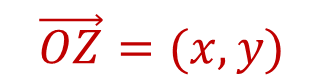 $\overrightarrow{OZ} = (x, y)$